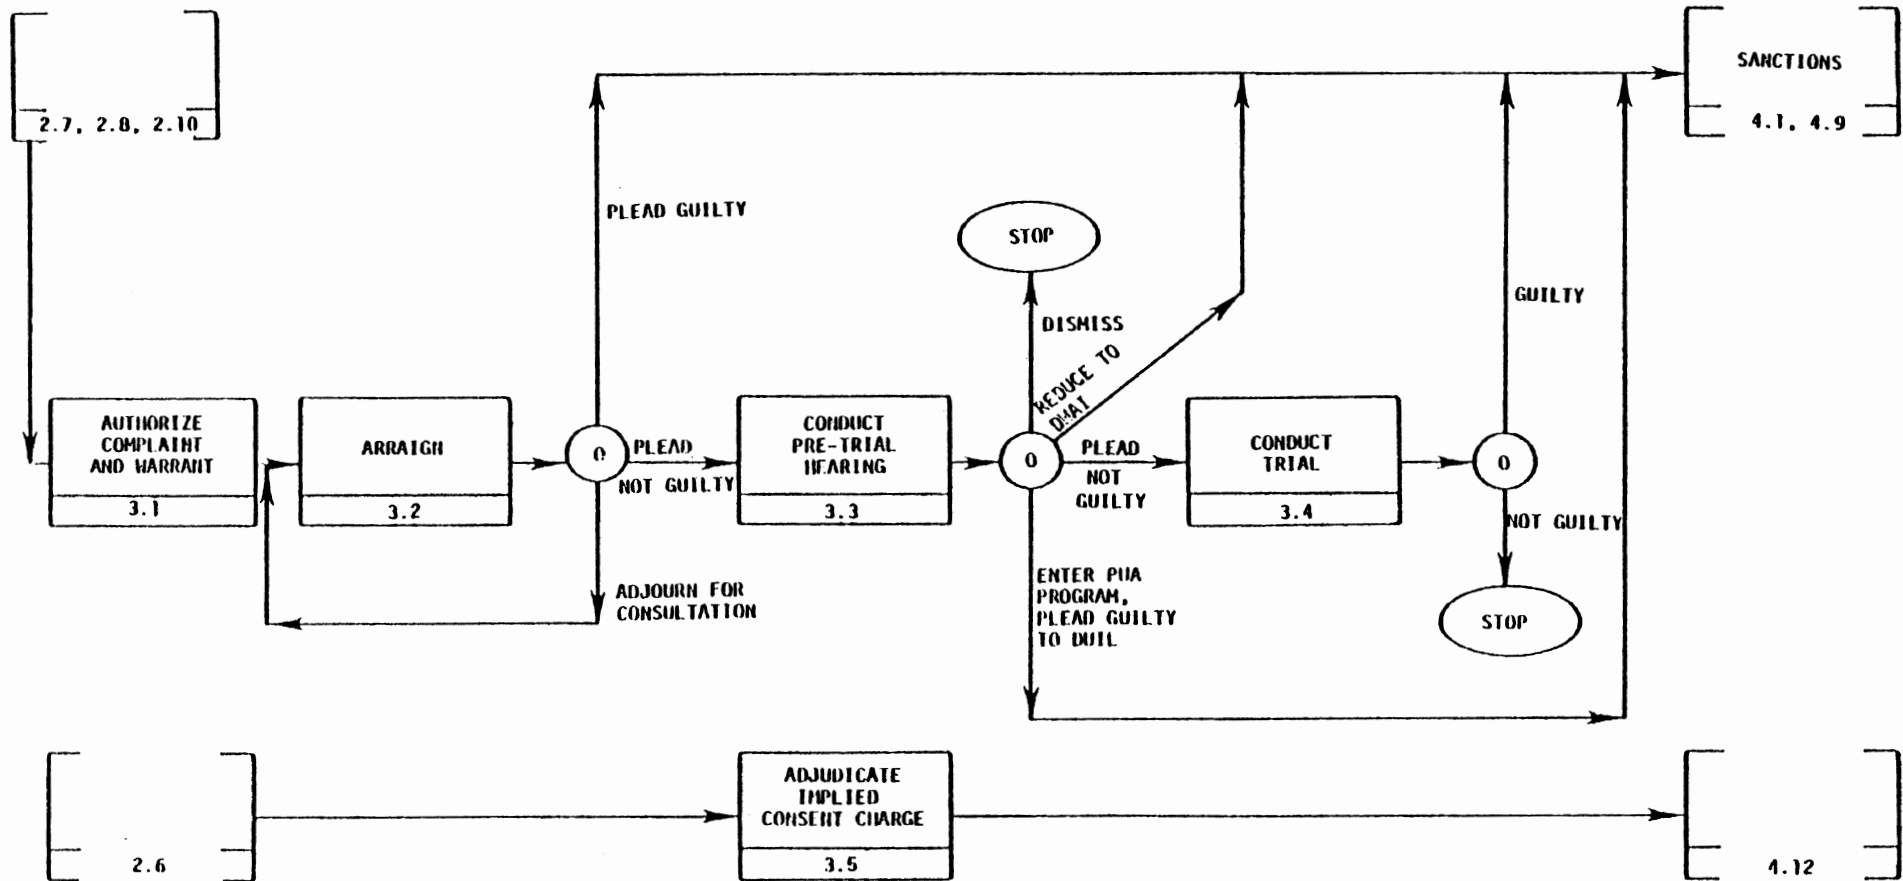 SANCTIONS
2.7, 2.8, 2.10
4.1, 4.9
PLEAD GUILTY
STOP
GUILTY
DISMISS
REDUCE TO
DWAI
AUTHORIZE
COMPLAINT
AND WARRANT
3.1
ARRAIGN
3.2
O
PLEAD
NOT GUILTY
CONDUCT
PRE-TRIAL
HEARING
3.3
O
PLEAD
NOT
GUILTY
CONDUCT
TRIAL
3.4
O
NOT GUILTY
STOP
ADJOURN FOR
CONSULTATION
ENTER PUA
PROGRAM,
PLEAD GUILTY
TO DUIL
2.6
ADJUDICATE
IMPLIED
CONSENT CHARGE
3.5
4.12